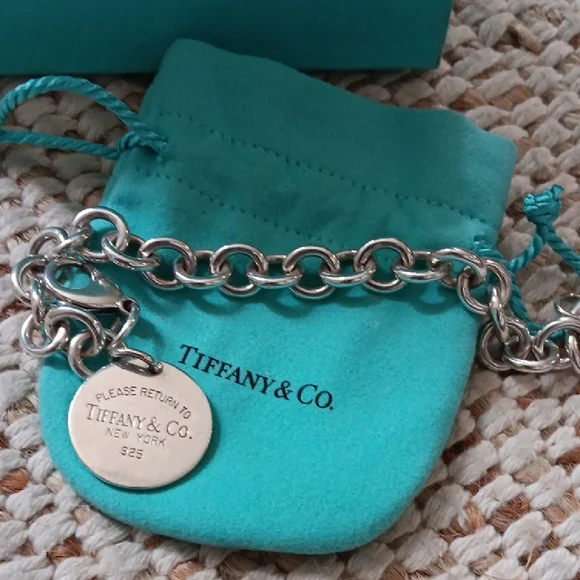 TIFFANY & CO.
PLEASE RETURN TO
TIFFANY & CO.
NEW YORK
925